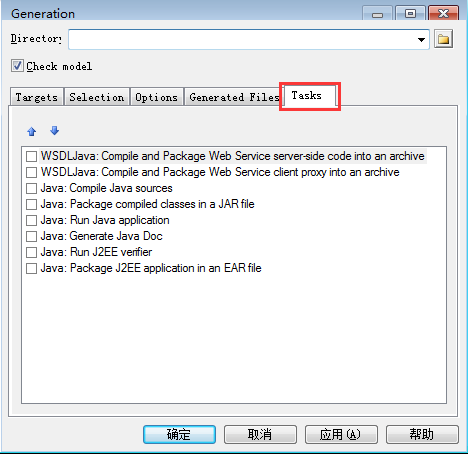 Generation
Directory
Check model
Targets Selection Options Generated Files Tasks
WSDLJava: Compile and Package Web Service server-side code into an archive
WSDLJava: Compile and Package Web Service client proxy into an archive
Java: Compile Java sources
Java: Package compiled classes in a JAR file
Java: Run Java application
Java: Generate Java Doc
Java: Run J2EE verifier
Java: Package J2EE application in an EAR file
确定 取消 应用(A) 帮助